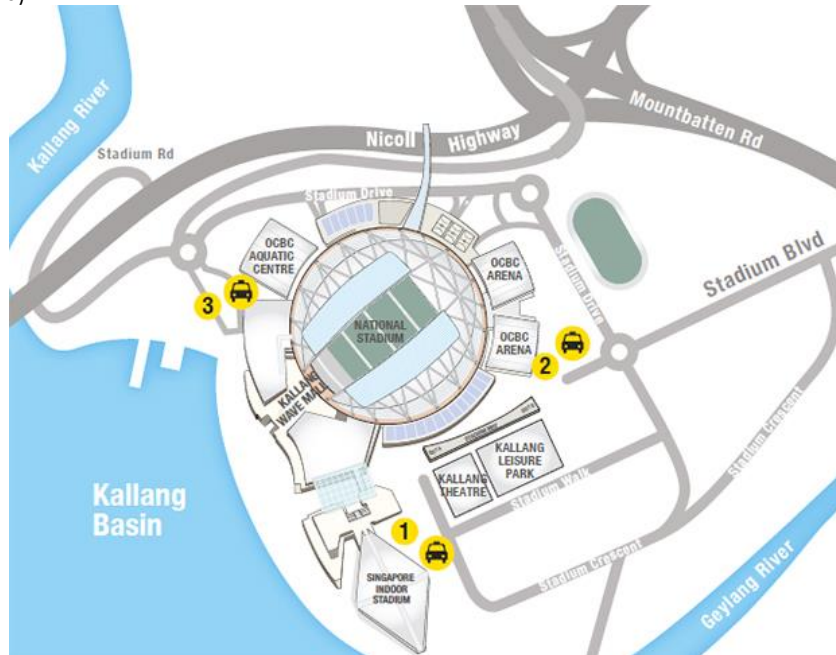 Kallang River
Stadium Rd
Nicoll Highway
Mountbatten Rd
Stadium Drive
OCBC
AQUATIC
CENTRE
OCBC
ARENA
Stadium Drive
Stadium Blvd
3
NATIONAL
STADIUM
OCBC
ARENA
2
KALLANG
WAVE MALL
KALLANG
LEISURE
PARK
KALLANG
THEATRE
Stadium Walk
Stadium Crescent
Kallang
Basin
1
Stadium Crescent
SINGAPORE
INDOOR
STADIUM
Geylang River